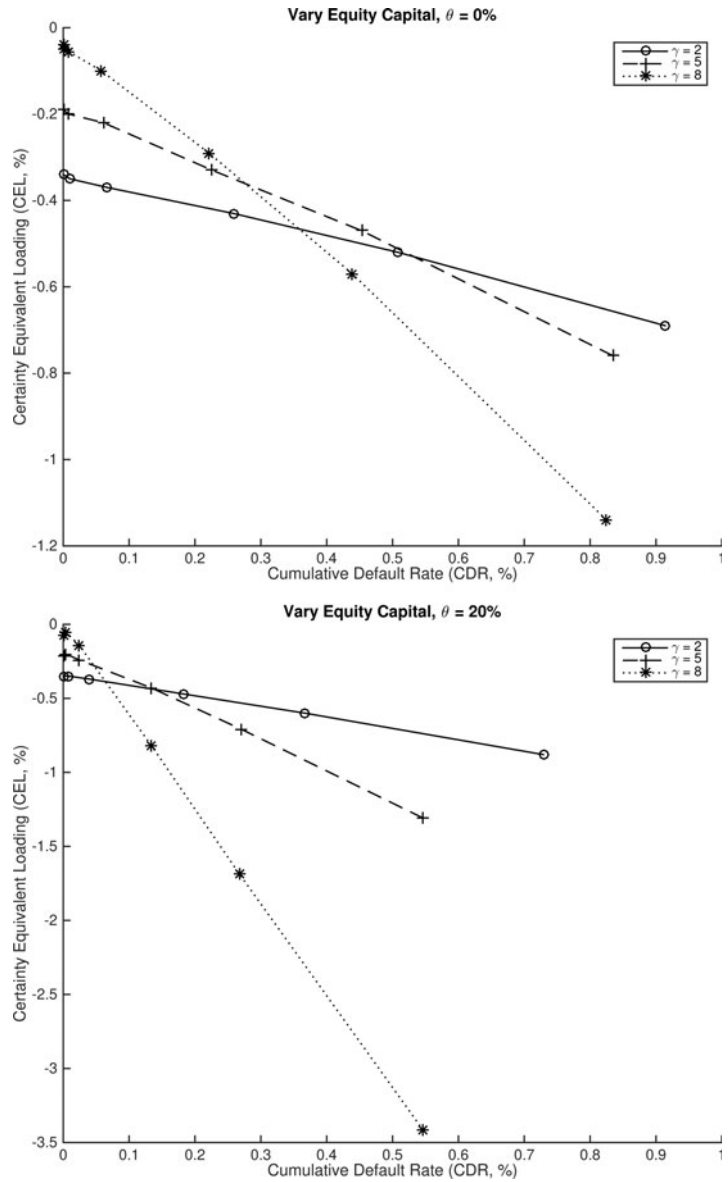 Vary Equity Capital, θ = 0%
γ = 2
γ = 5
γ = 8
Certainty Equivalent Loading (CEL, %)
0
-0.2
-0.4
-0.6
-0.8
-1
-1.2
0 0.1 0.2 0.3 0.4 0.5 0.6 0.7 0.8 0.9 1
Cumulative Default Rate (CDR, %)
Vary Equity Capital, θ = 20%
γ = 2
γ = 5
γ = 8
Certainty Equivalent Loading (CEL, %)
0
-0.5
-1
-1.5
-2
-2.5
-3
-3.5
0 0.1 0.2 0.3 0.4 0.5 0.6 0.7 0.8 0.9 1
Cumulative Default Rate (CDR, %)